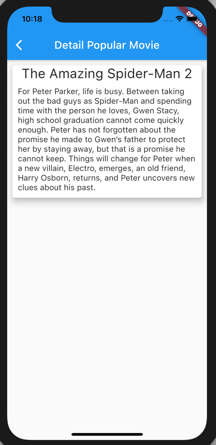 10:18
Detail Popular Movie
The Amazing Spider-Man 2
For Peter Parker, life is busy. Between taking
out the bad guys as Spider-Man and spending
time with the person he loves, Gwen Stacy,
high school graduation cannot come quickly
enough. Peter has not forgotten about the
promise he made to Gwen's father to protect
her by staying away, but that is a promise he
cannot keep. Things will change for Peter when
a new villain, Electro, emerges, an old friend,
Harry Osborn, returns, and Peter uncovers new
clues about his past.